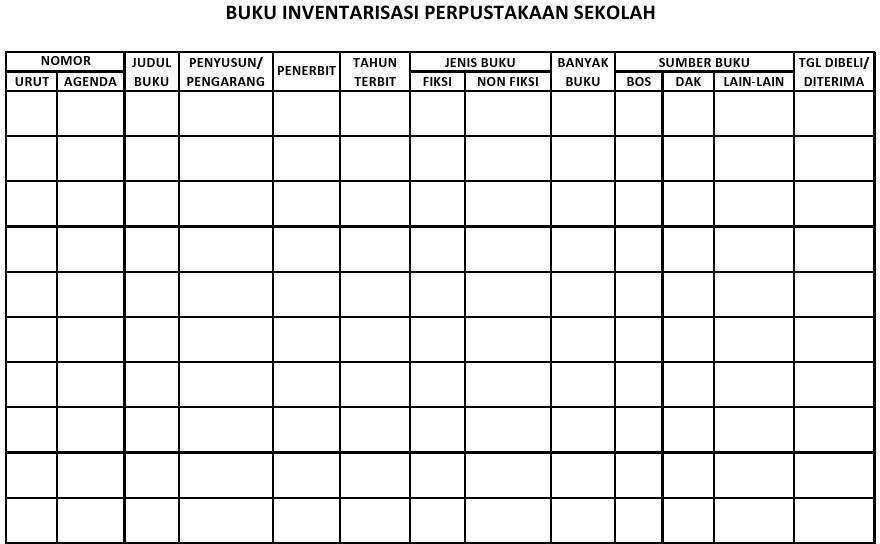 BUKU INVENTARISASI PERPUSTAKAAN SEKOLAH
NOMOR JUDUL PENYUSUN/ PENERBIT TAHUN JENIS BUKU BANYAK SUMBER BUKU TGL DIBELI/
URUT AGENDA BUKU PENGARANG TERBIT FIKSI NON FIKSI BUKU BOS DAK LAIN-LAIN DITERIMA